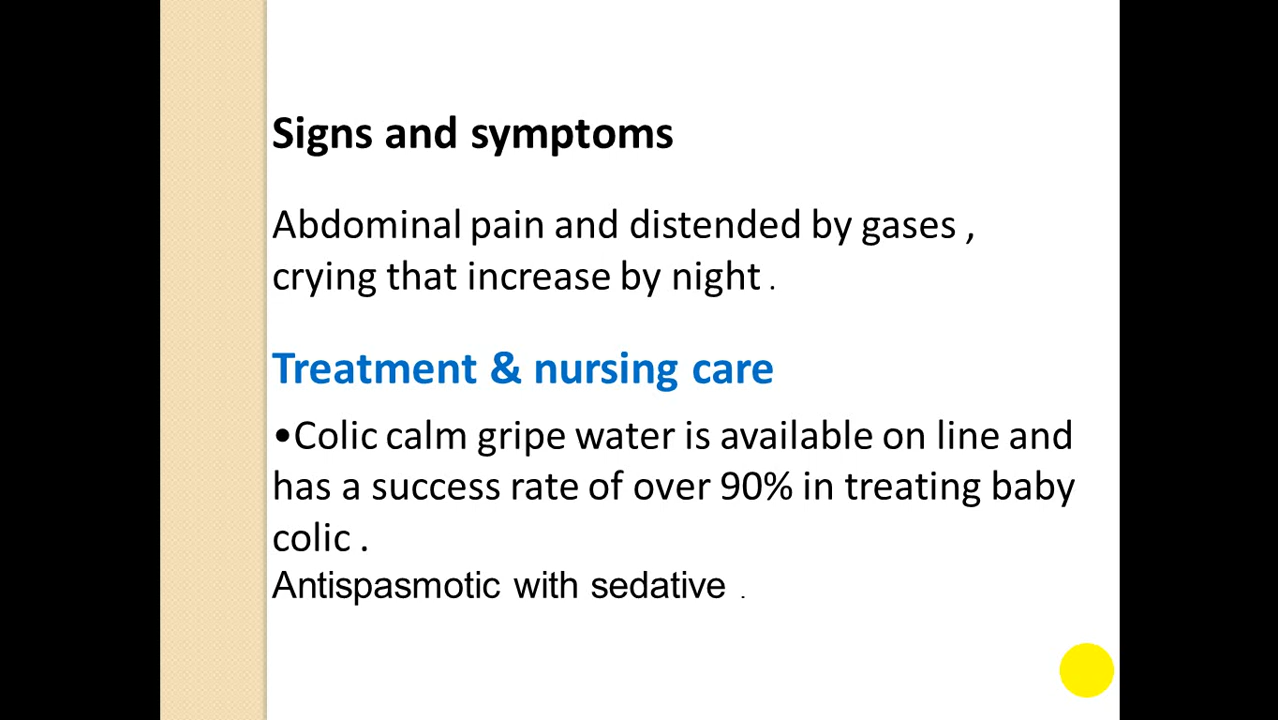 Signs and symptoms
Abdominal pain and distended by gases ,
crying that increase by night .
Treatment & nursing care
•Colic calm gripe water is available on line and
has a success rate of over 90% in treating baby
colic .
Antispasmotic with sedative .